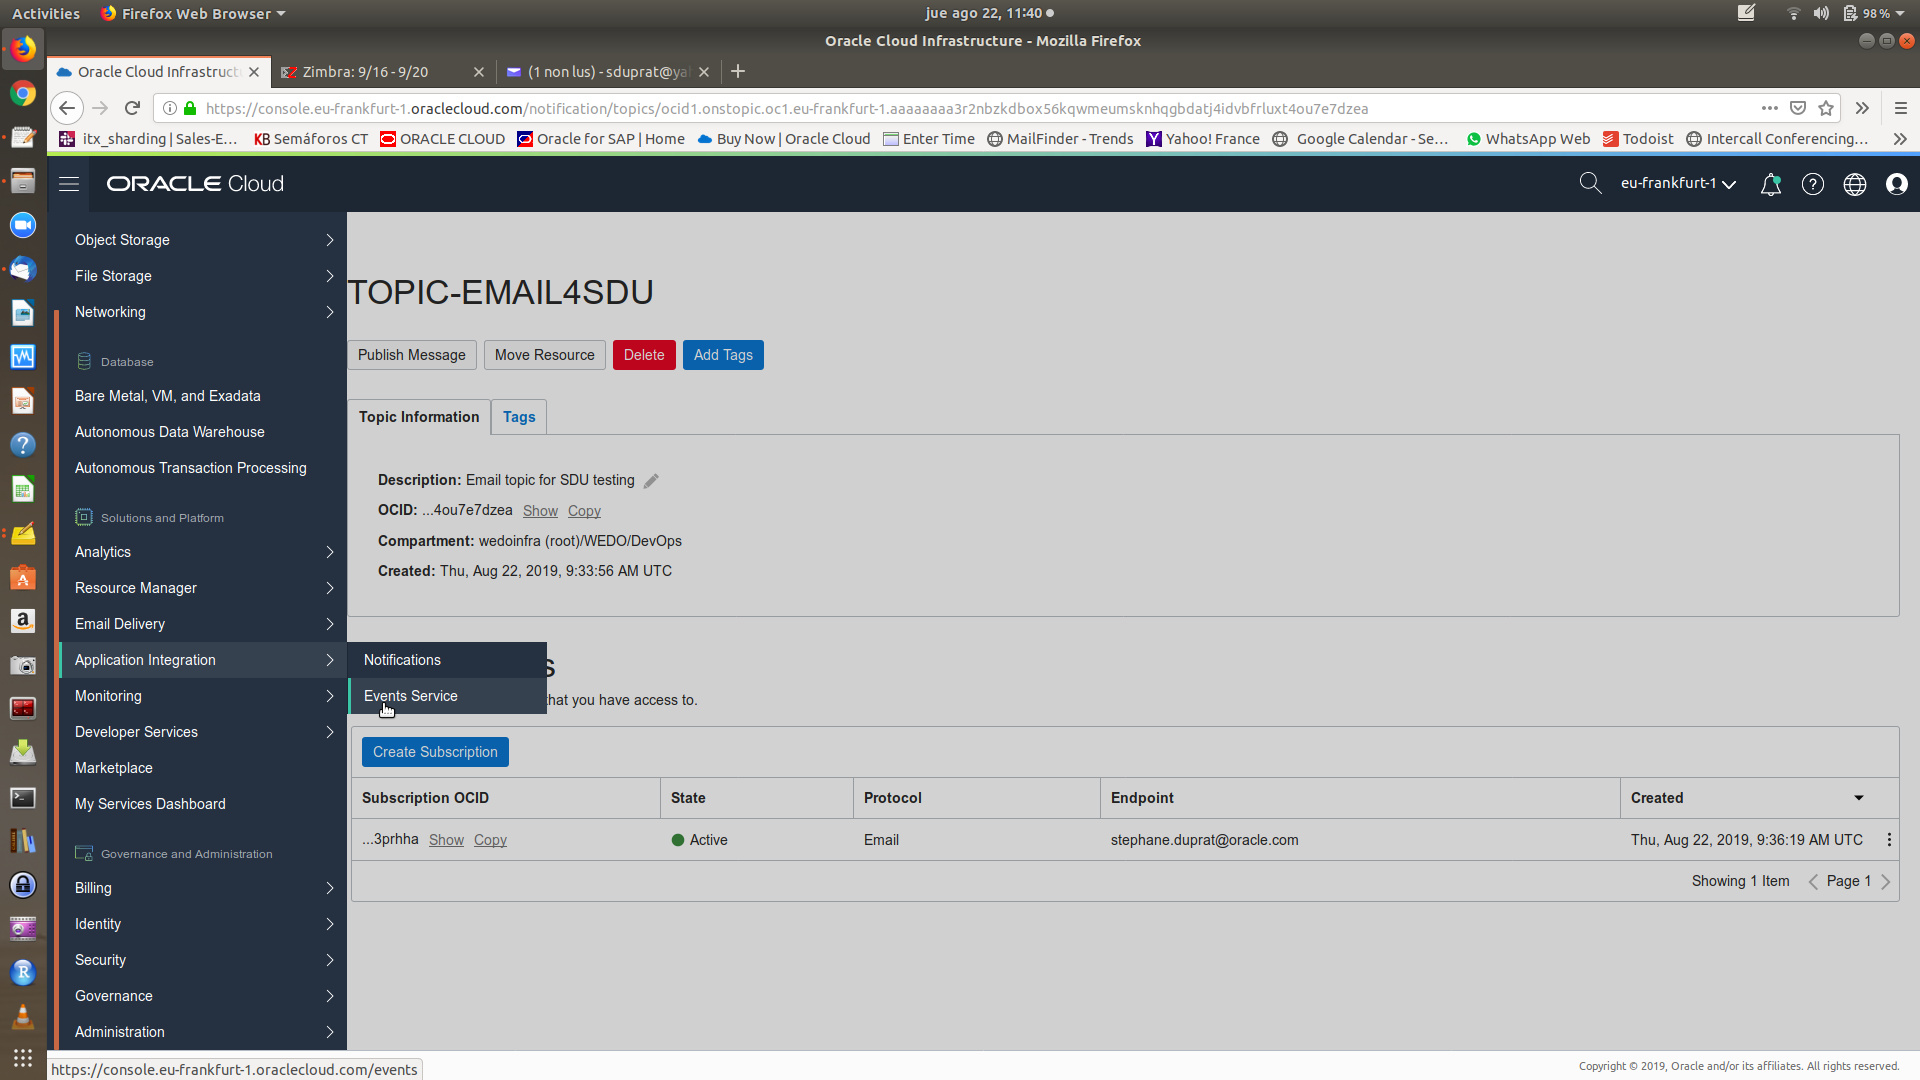 Activities Firefox Web Browser jue ago 22, 11:40 98%
Oracle Cloud Infrastructure - Mozilla Firefox
Oracle Cloud Infrastruct Zimbra: 9/16 - 9/20 (1 non lus) - sduprat@ya
https://console.eu-frankfurt-1.oraclecloud.com/notification/topics/ocid1.onstopic.oc1.eu-frankfurt-1.aaaaaaaa3r2nbzkdbox56kqwmeumsknhqgbdatj4idvbfrluxt4ou7e7dzea
itx_sharding | Sales-E... KB Semáforos CT ORACLE CLOUD Oracle for SAP | Home Buy Now | Oracle Cloud Enter Time MailFinder - Trends Yahoo! France Google Calendar - Se... WhatsApp Web Todoist Intercall Conferencing...
ORACLE Cloud eu-frankfurt-1
Object Storage
File Storage
Networking
Database
Bare Metal, VM, and Exadata
Autonomous Data Warehouse
Autonomous Transaction Processing
Solutions and Platform
Analytics
Resource Manager
Email Delivery
Application Integration
Monitoring
Developer Services
Marketplace
My Services Dashboard
Governance and Administration
Billing
Identity
Security
Governance
Administration
Notifications
Events Service
TOPIC-EMAIL4SDU
Publish Message Move Resource Delete Add Tags
Topic Information Tags
Description: Email topic for SDU testing
OCID: ...4ou7e7dzea Show Copy
Compartment: wedoinfra (root)/WEDO/DevOps
Created: Thu, Aug 22, 2019, 9:33:56 AM UTC
s
that you have access to.
Create Subscription
Subscription OCID State Protocol Endpoint Created
...3prhha Show Copy Active Email stephane.duprat@oracle.com Thu, Aug 22, 2019, 9:36:19 AM UTC
Showing 1 Item Page 1
https://console.eu-frankfurt-1.oraclecloud.com/events
Copyright © 2019, Oracle and/or its affiliates. All rights reserved.